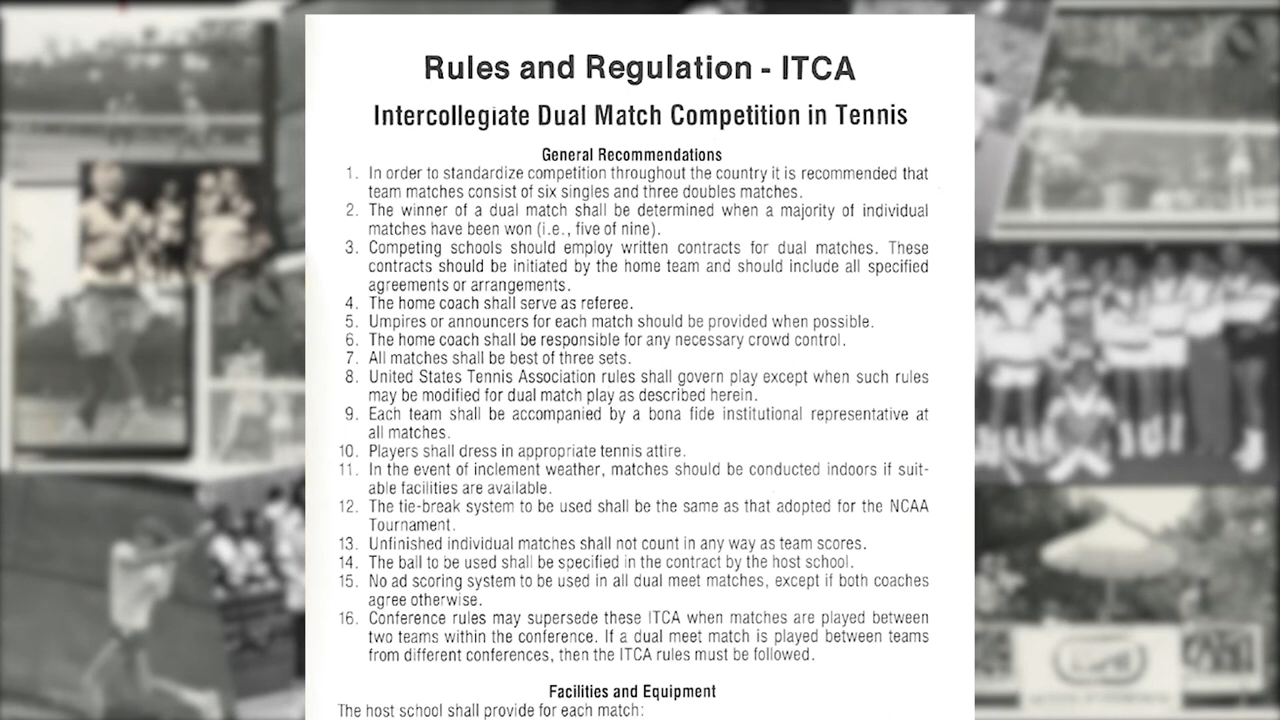 Rules and Regulation - ITCA
Intercollegiate Dual Match Competition in Tennis
General Recommendations
1. In order to standardize competition throughout the country it is recommended that
team matches consist of six singles and three doubles matches.
2. The winner of a dual match shall be determined when a majority of individual
matches have been won (i.e., five of nine).
3. Competing schools should employ written contracts for dual matches. These
contracts should be initiated by the home team and should include all specified
agreements or arrangements.
4. The home coach shall serve as referee.
5. Umpires or announcers for each match should be provided when possible.
6. The home coach shall be responsible for any necessary crowd control.
7. All matches shall be best of three sets.
8. United States Tennis Association rules shall govern play except when such rules
may be modified for dual match play as described herein.
9. Each team shall be accompanied by a bona fide institutional representative at
all matches.
10. Players shall dress in appropriate tennis attire.
11. In the event of inclement weather, matches should be conducted indoors if suit-
able facilities are available.
12. The tie-break system to be used shall be the same as that adopted for the NCAA
Tournament.
13. Unfinished individual matches shall not count in any way as team scores.
14. The ball to be used shall be specified in the contract by the host school.
15. No ad scoring system to be used in all dual meet matches, except if both coaches
agree otherwise.
16. Conference rules may supersede these ITCA when matches are played between
two teams within the conference. If a dual meet match is played between teams
from different conferences, then the ITCA rules must be followed.
Facilities and Equipment
The host school shall provide for each match: